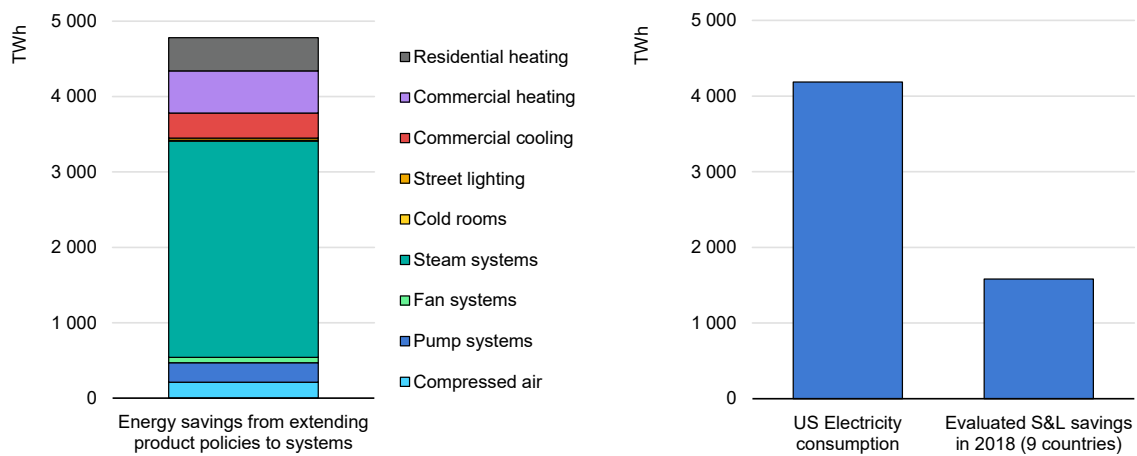 TWh
5 000
4 000
3 000
2 000
1 000
0
Energy savings from extending
product policies to systems
Residential heating
Commercial heating
Commercial cooling
Street lighting
Cold rooms
Steam systems
Fan systems
Pump systems
Compressed air
TWh
5 000
4 000
3 000
2 000
1 000
0
US Electricity
consumption
Evaluated S&L savings
in 2018 (9 countries)